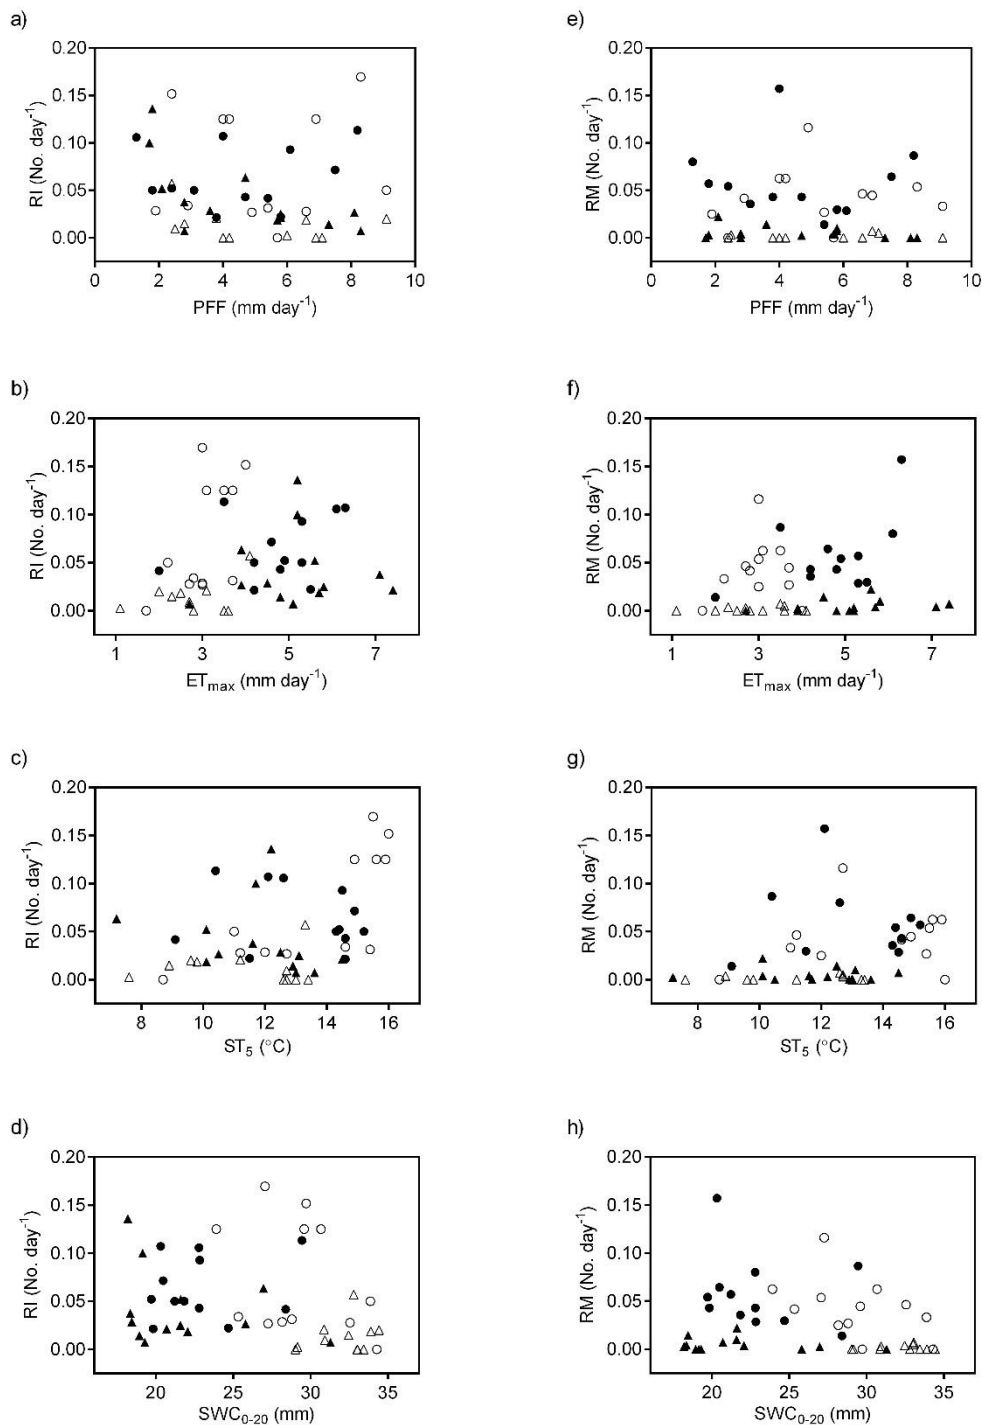 a)
0.20
0.15
0.10
0.05
0.00
RI (No. day⁻¹)
0 2 4 6 8 10
PFF (mm day⁻¹)
e)
0.20
0.15
0.10
0.05
0.00
RM (No. day⁻¹)
0 2 4 6 8 10
PFF (mm day⁻¹)
b)
0.20
0.15
0.10
0.05
0.00
RI (No. day⁻¹)
1 3 5 7
ETmax (mm day⁻¹)
f)
0.20
0.15
0.10
0.05
0.00
RM (No. day⁻¹)
1 3 5 7
ETmax (mm day⁻¹)
c)
0.20
0.15
0.10
0.05
0.00
RI (No. day⁻¹)
8 10 12 14 16
ST₅ (°C)
g)
0.20
0.15
0.10
0.05
0.00
RM (No. day⁻¹)
8 10 12 14 16
ST₅ (°C)
d)
0.20
0.15
0.10
0.05
0.00
RI (No. day⁻¹)
20 25 30 35
SWC₀₋₂₀ (mm)
h)
0.20
0.15
0.10
0.05
0.00
RM (No. day⁻¹)
20 25 30 35
SWC₀₋₂₀ (mm)